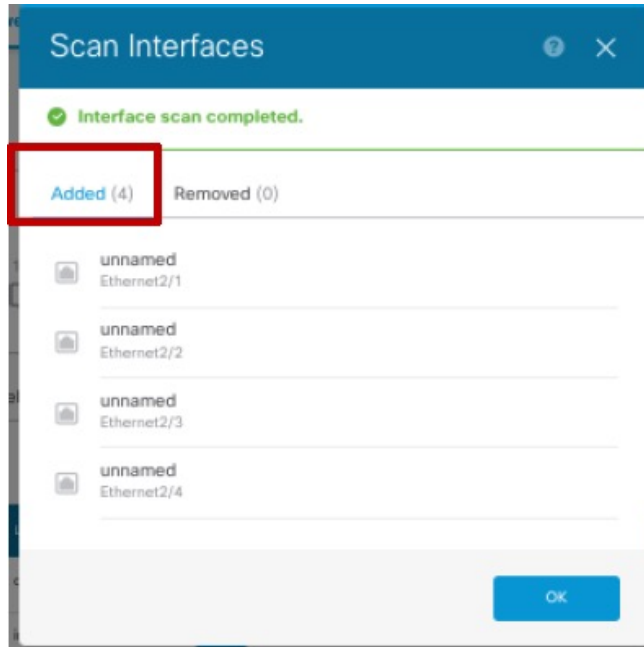 Scan Interfaces
Interface scan completed.
Added (4) Removed (0)
unnamed
Ethernet2/1
unnamed
Ethernet2/2
unnamed
Ethernet2/3
unnamed
Ethernet2/4
OK